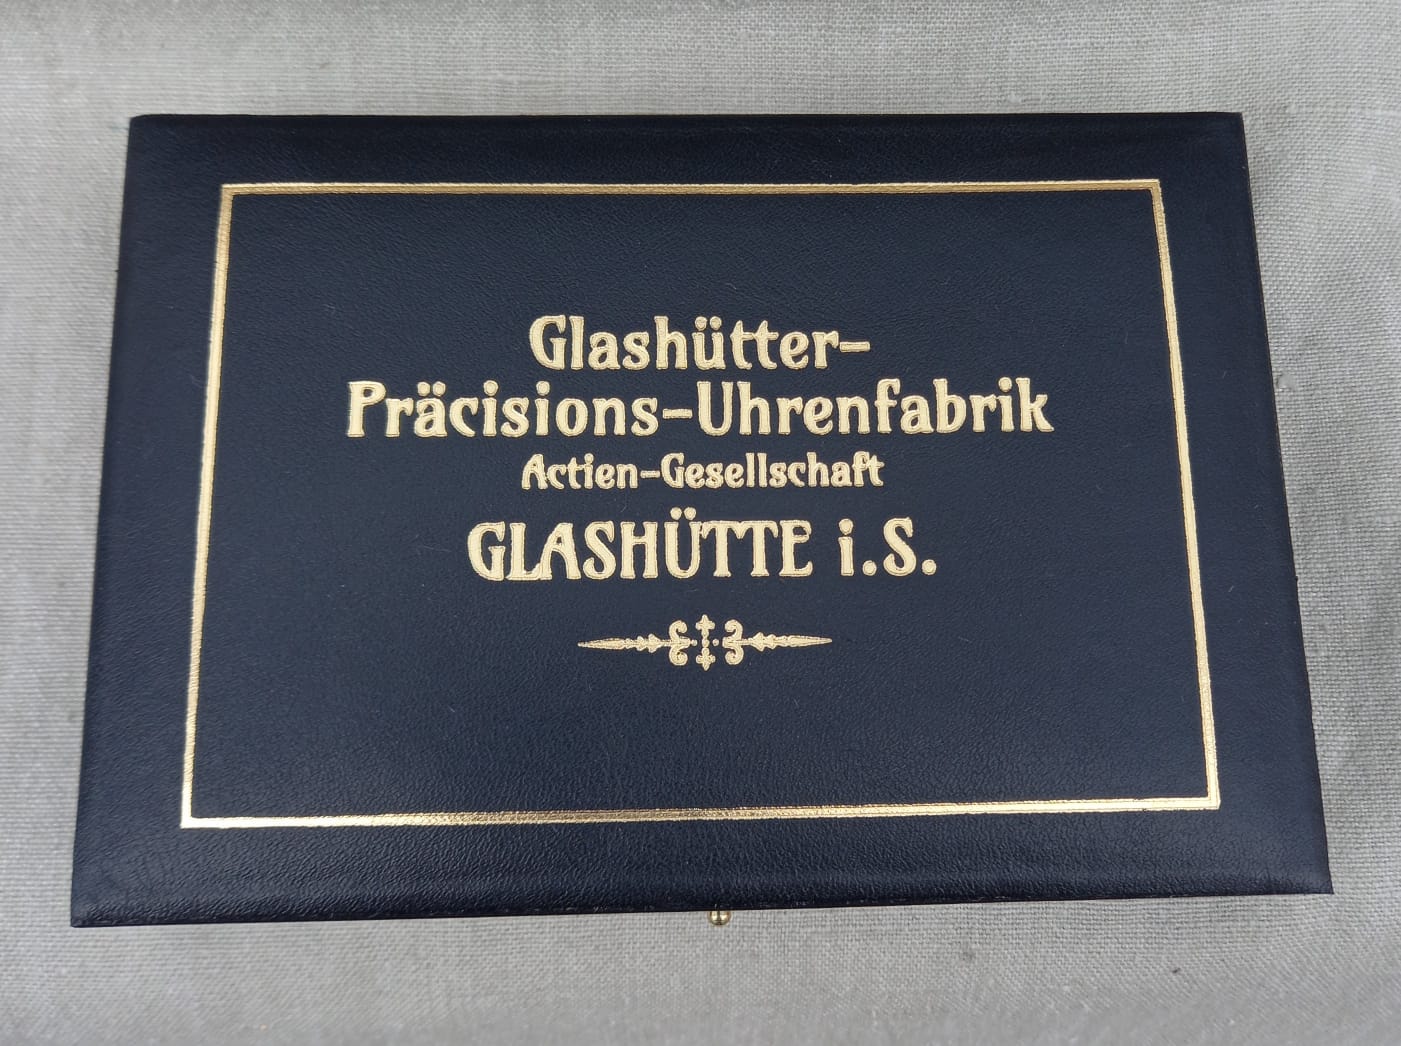 Glashütter-
Präcisions-Uhrenfabrik
Actien-Gesellschaft
GLASHÜTTE i.S.